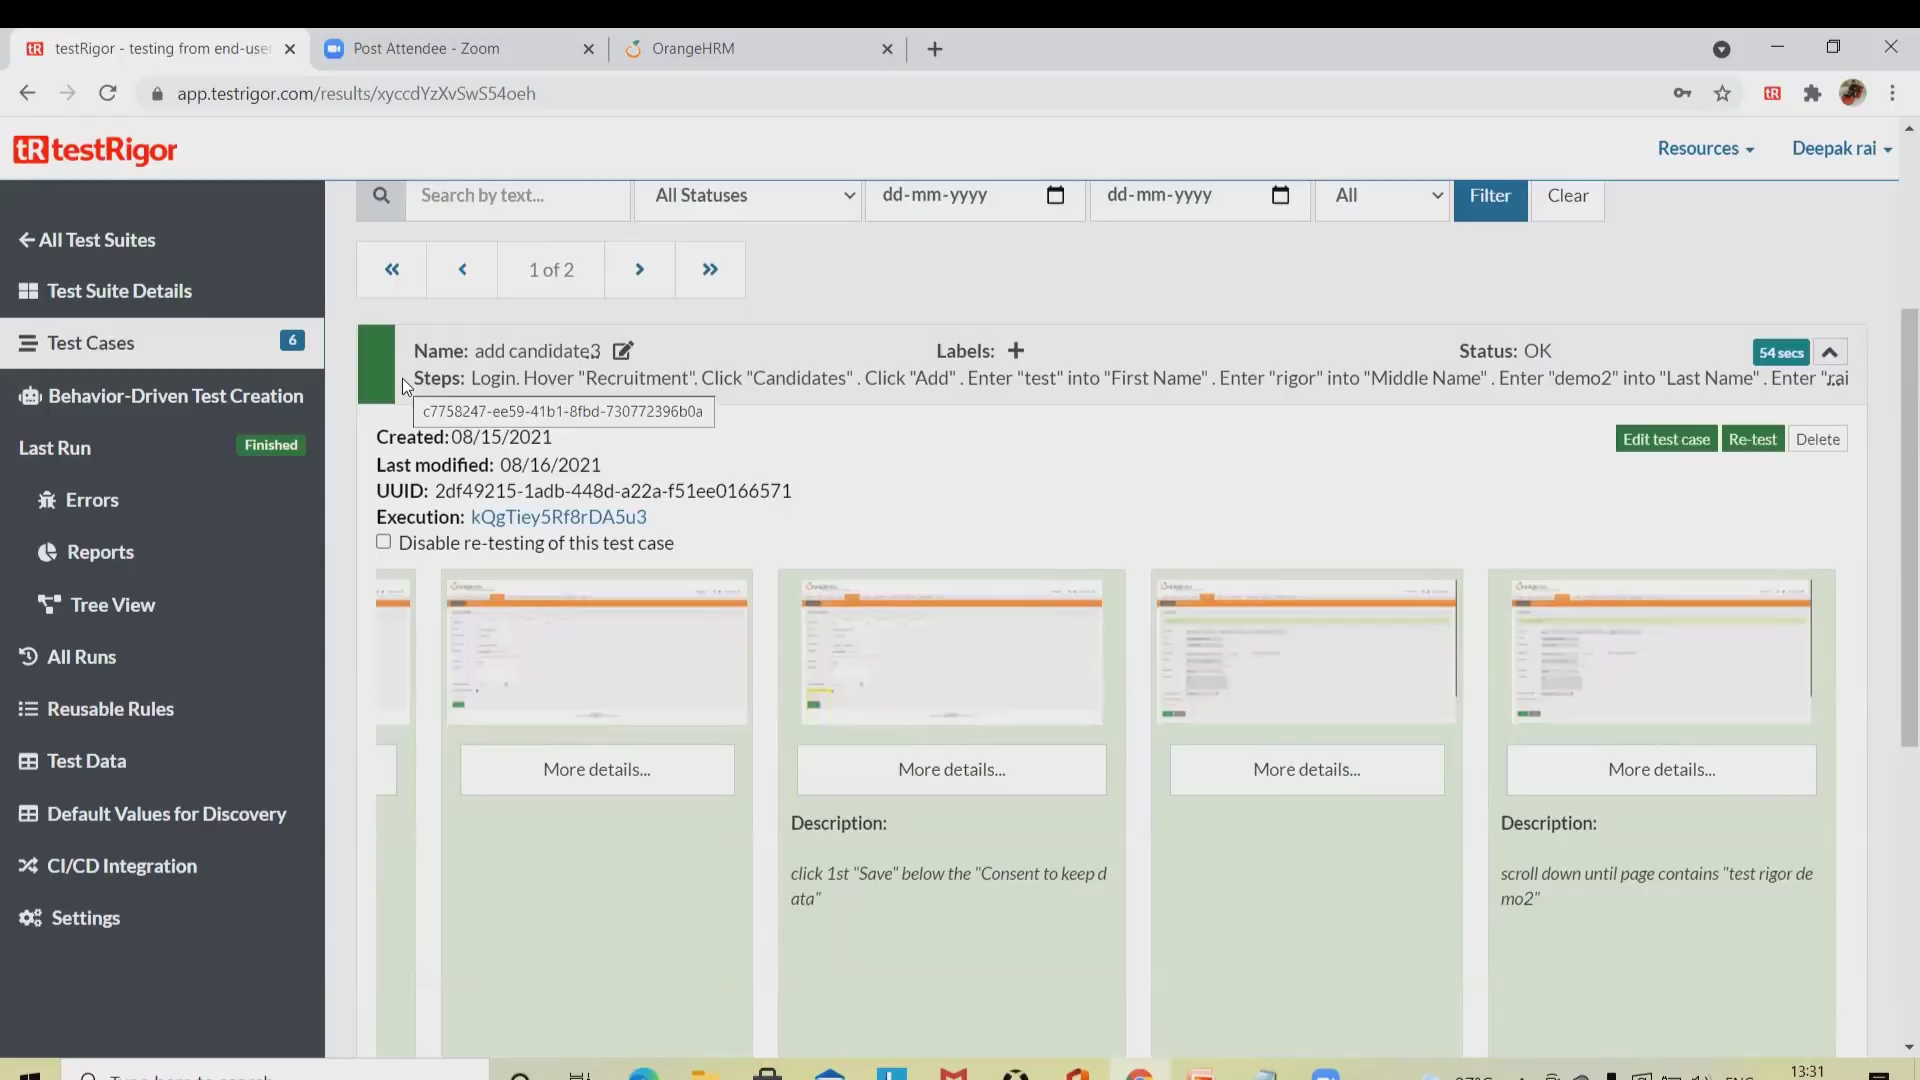 testRigor - testing from end-user
Post Attendee - Zoom
OrangeHRM
app.testrigor.com/results/xyccdYzXvSwS54oeh
tR
tR testRigor
Resources
Deepak rai
Search by text...
All Statuses
dd-mm-yyyy
dd-mm-yyyy
All
Filter
Clear
All Test Suites
Test Suite Details
Test Cases
6
Behavior-Driven Test Creation
Last Run
Finished
Errors
Reports
Tree View
All Runs
Reusable Rules
Test Data
Default Values for Discovery
CI/CD Integration
Settings
« ‹ 1 of 2 › »
Name: add candidate3
Labels: +
Status: OK
54 secs
Steps: Login. Hover "Recruitment". Click "Candidates" . Click "Add" . Enter "test" into "First Name" . Enter "rigor" into "Middle Name" . Enter "demo2" into "Last Name" . Enter "rai
c7758247-ee59-41b1-8fbd-730772396b0a
Created: 08/15/2021
Edit test case
Re-test
Delete
Last modified: 08/16/2021
UUID: 2df49215-1adb-448d-a22a-f51ee0166571
Execution: kQgTiey5Rf8rDA5u3
Disable re-testing of this test case
More details...
More details...
More details...
More details...
Description:
click 1st "Save" below the "Consent to keep d
ata"
Description:
scroll down until page contains "test rigor de
mo2"
13:31